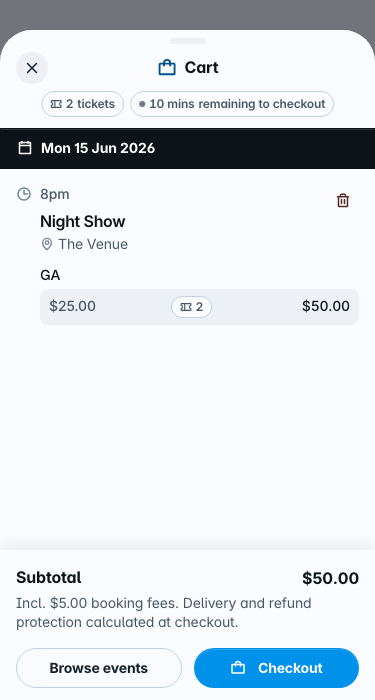 Cart
2 tickets
10 mins remaining to checkout
Mon 15 Jun 2026
8pm
Night Show
The Venue
GA
$25.00 2 $50.00
Subtotal $50.00
Incl. $5.00 booking fees. Delivery and refund
protection calculated at checkout.
Browse events Checkout